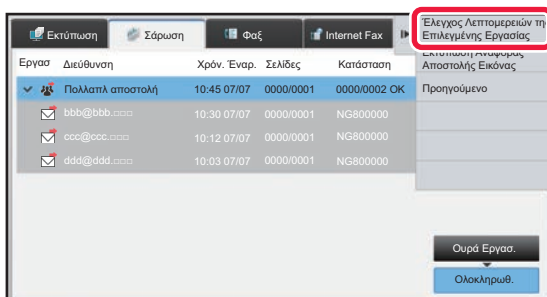 Εκτύπωση Σάρωση Φαξ Internet Fax
Έλεγχος Λεπτομερειών τη
Επιλεγμένης Εργασίας
Εκτύπωση Αναφοράς
Αποστολής Εικόνας
Προηγούμενο
Εργασ Διεύθυνση Χρόν. Έναρ. Σελίδες Κατάσταση
Πολλαπλ αποστολή 10:45 07/07 0000/0001 0000/0002 OK
bbb@bbb.□□□ 10:30 07/07 0000/0001 NG800000
ccc@ccc.□□□ 10:12 07/07 0000/0001 NG800000
ddd@ddd.□□□ 10:03 07/07 0000/0001 NG800000
Ουρά Εργασ.
Ολοκληρωθ.